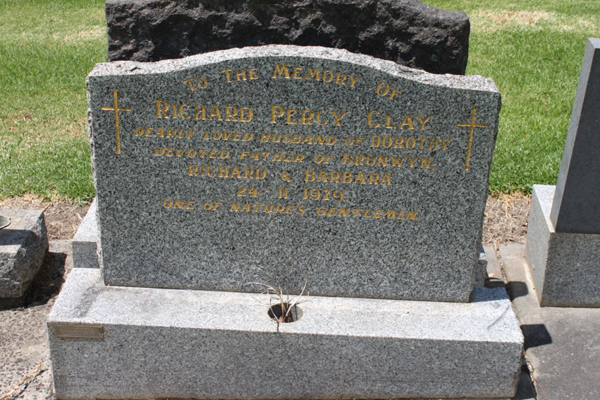 To The Memory Of
Richard Percy Clay
Dearly Loved Husband of Dorothy
Devoted Father of Bronwyn
Richard & Barbara
24-11-1979
One of Nature's Gentlemen